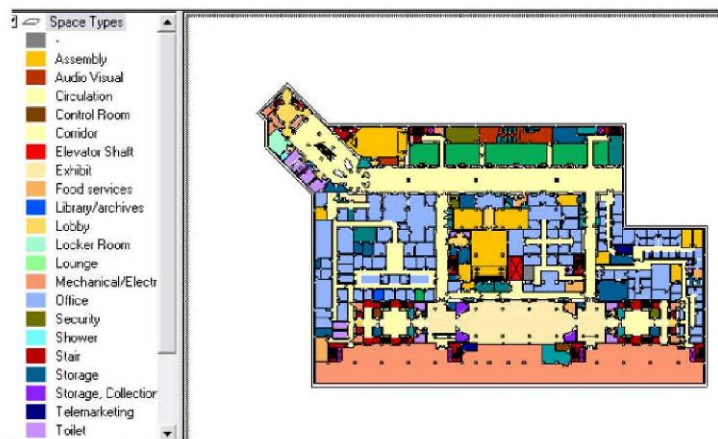 Space Types
-
Assembly
Audio Visual
Circulation
Control Room
Corridor
Elevator Shaft
Exhibit
Food services
Library/archives
Lobby
Locker Room
Lounge
Mechanical/Electr
Office
Security
Shower
Stair
Storage
Storage, Collection
Telemarketing
Toilet